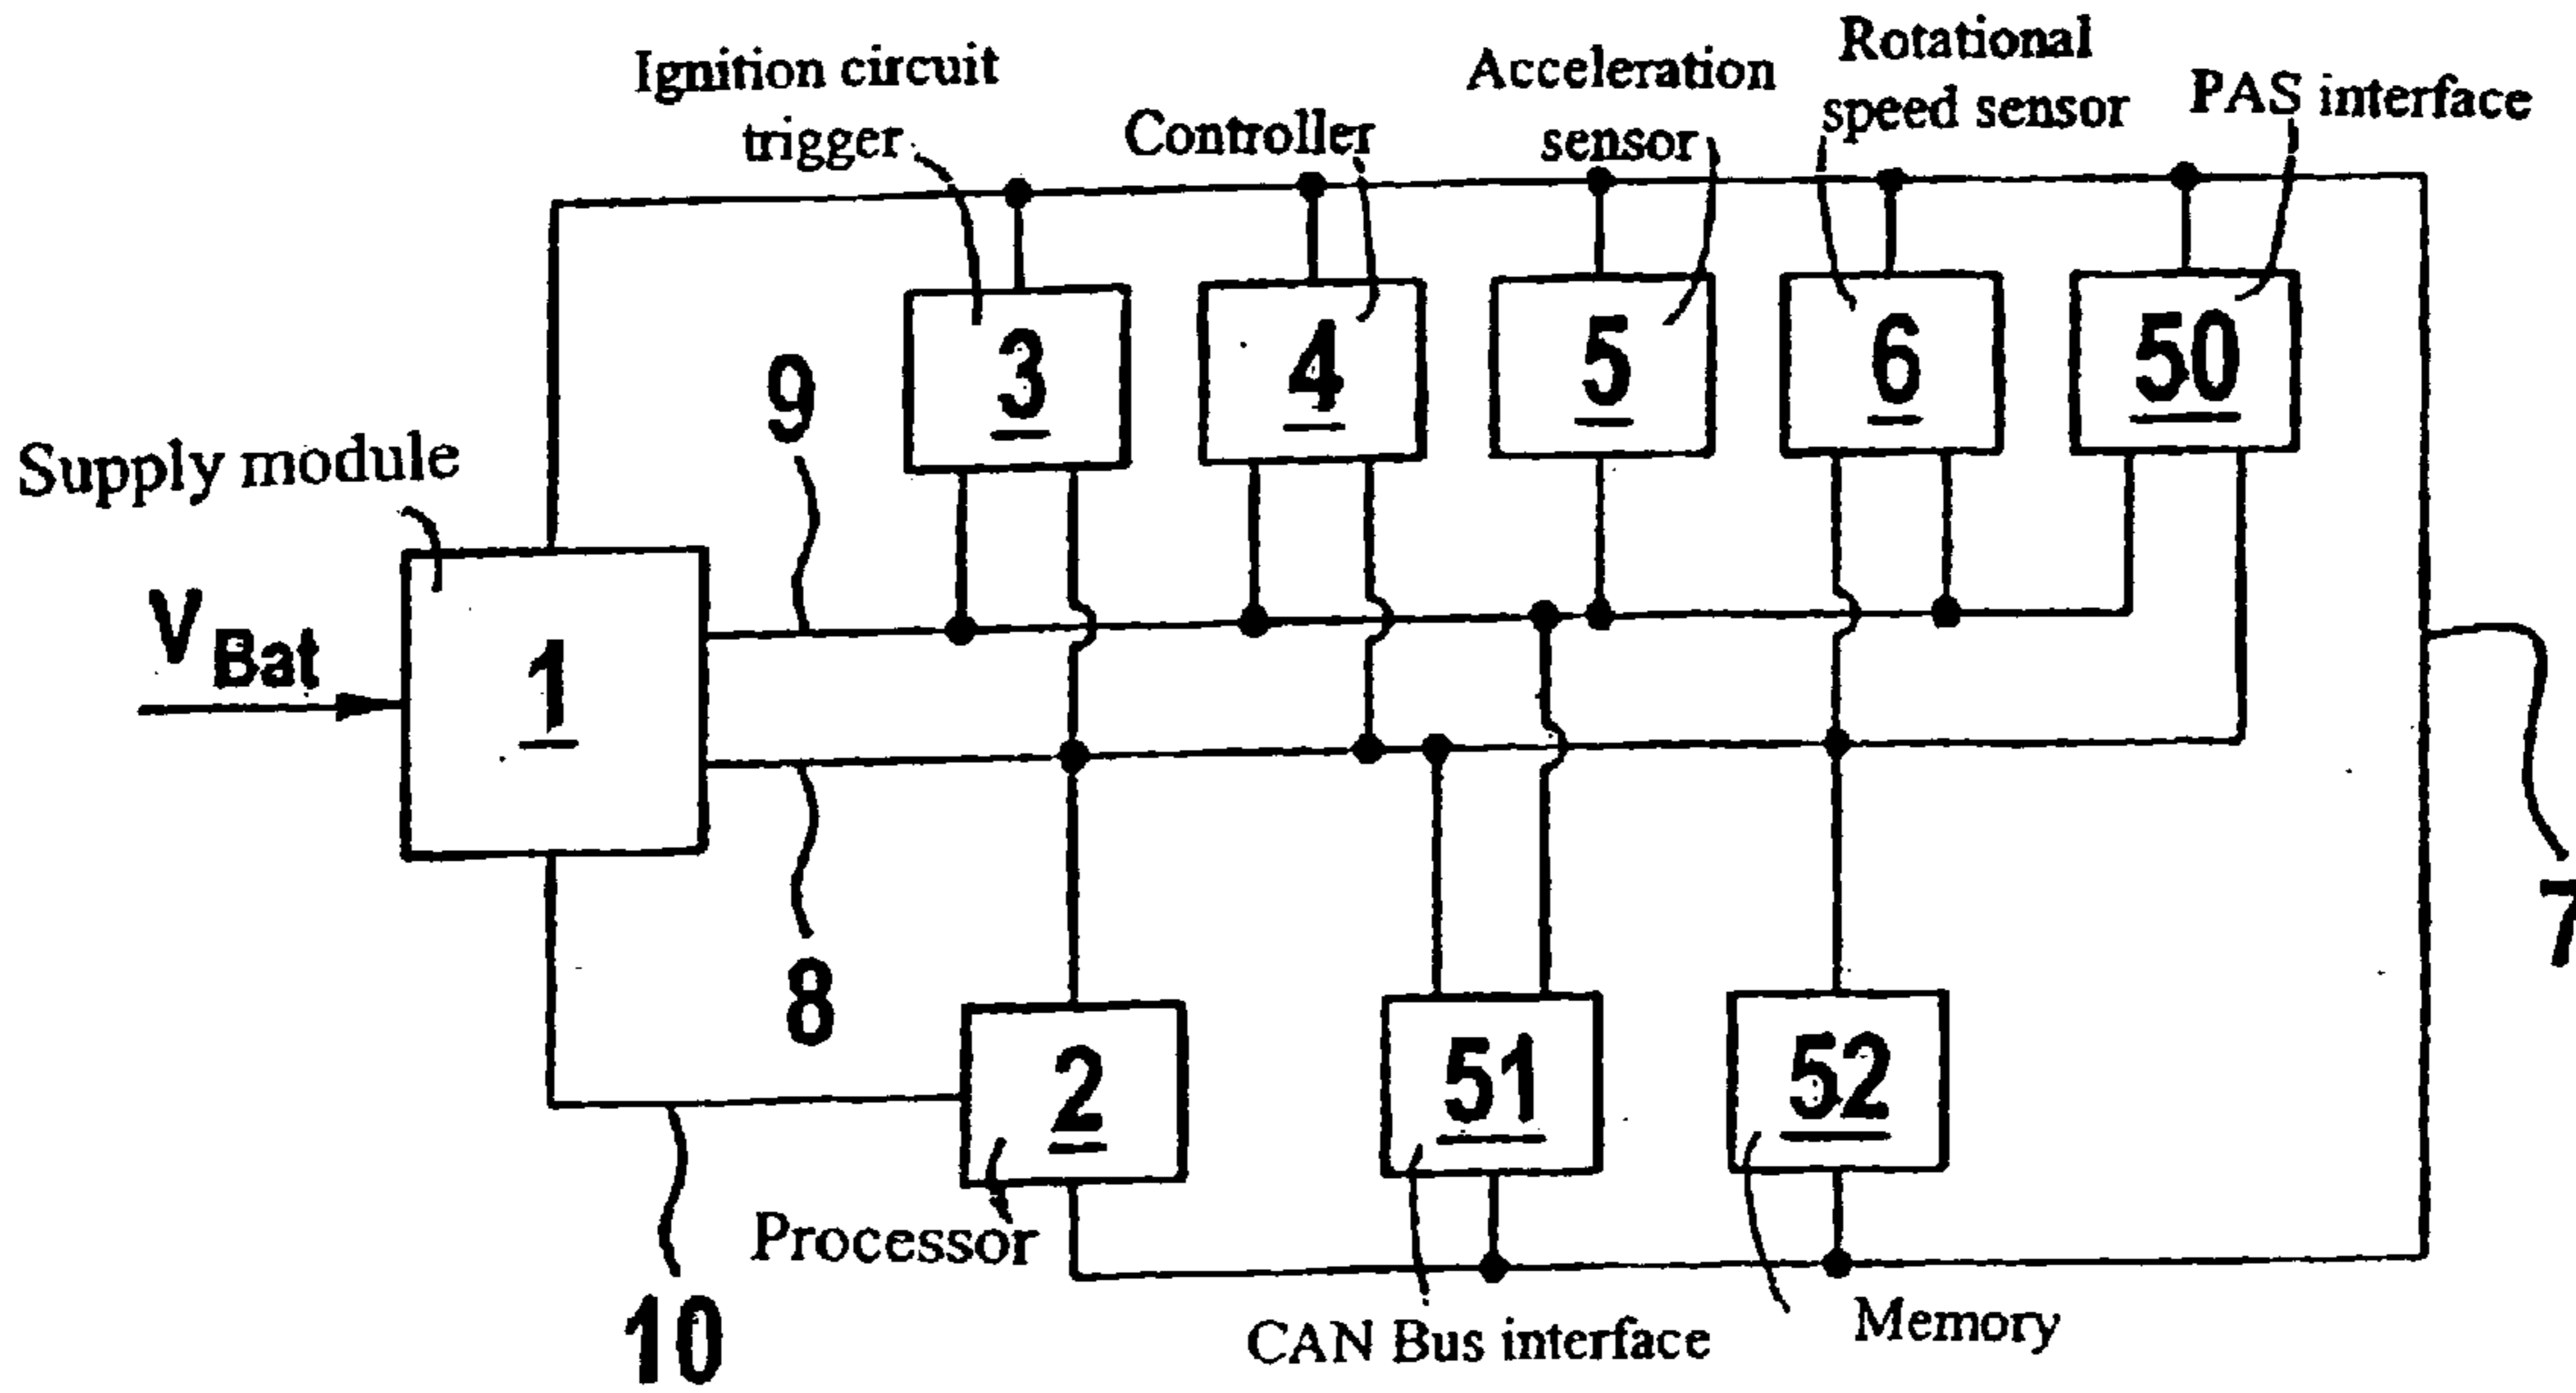 Ignition circuit
trigger
Controller
Acceleration
sensor
Rotational
speed sensor
PAS interface
Supply module
9
3
4
5
6
50
V Bat
1
8
7
2
51
52
Processor
10
CAN Bus interface
Memory